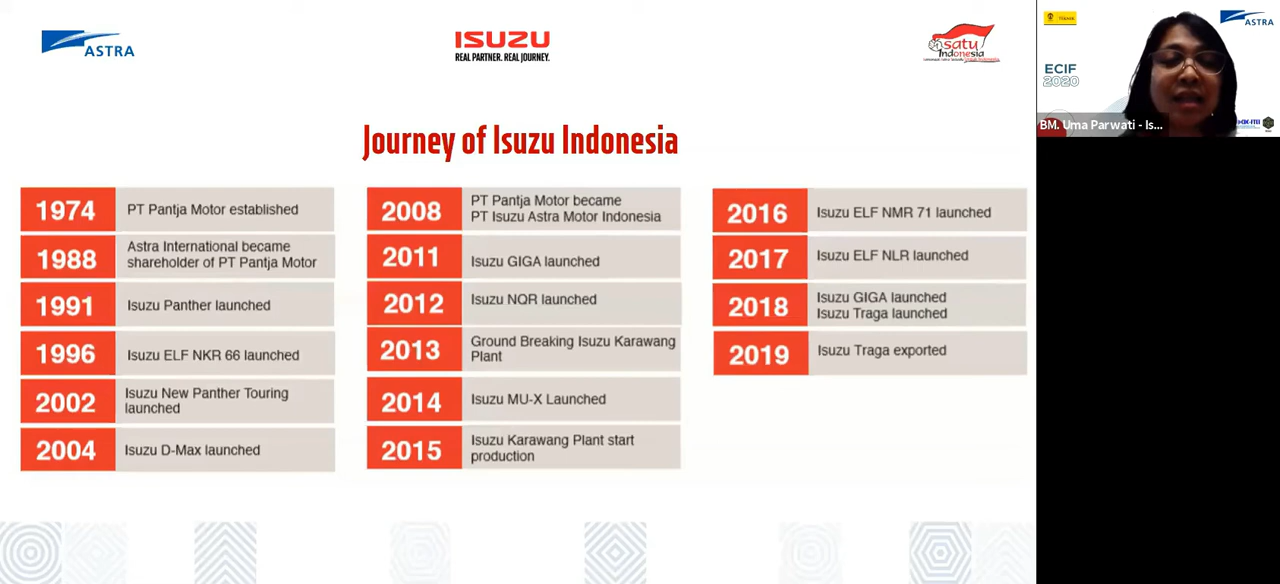 ASTRA
ISUZU
REAL PARTNER. REAL JOURNEY.
satu
Indonesia
Journey of Isuzu Indonesia
1974
PT Pantja Motor established
1988
Astra International became
shareholder of PT Pantja Motor
1991
Isuzu Panther launched
1996
Isuzu ELF NKR 66 launched
2002
Isuzu New Panther Touring
launched
2004
Isuzu D-Max launched
2008
PT Pantja Motor became
PT Isuzu Astra Motor Indonesia
2011
Isuzu GIGA launched
2012
Isuzu NQR launched
2013
Ground Breaking Isuzu Karawang
Plant
2014
Isuzu MU-X Launched
2015
Isuzu Karawang Plant start
production
2016
Isuzu ELF NMR 71 launched
2017
Isuzu ELF NLR launched
2018
Isuzu GIGA launched
Isuzu Traga launched
2019
Isuzu Traga exported
ASTRA
ECIF
2020
BM. Uma Parwati - Is...